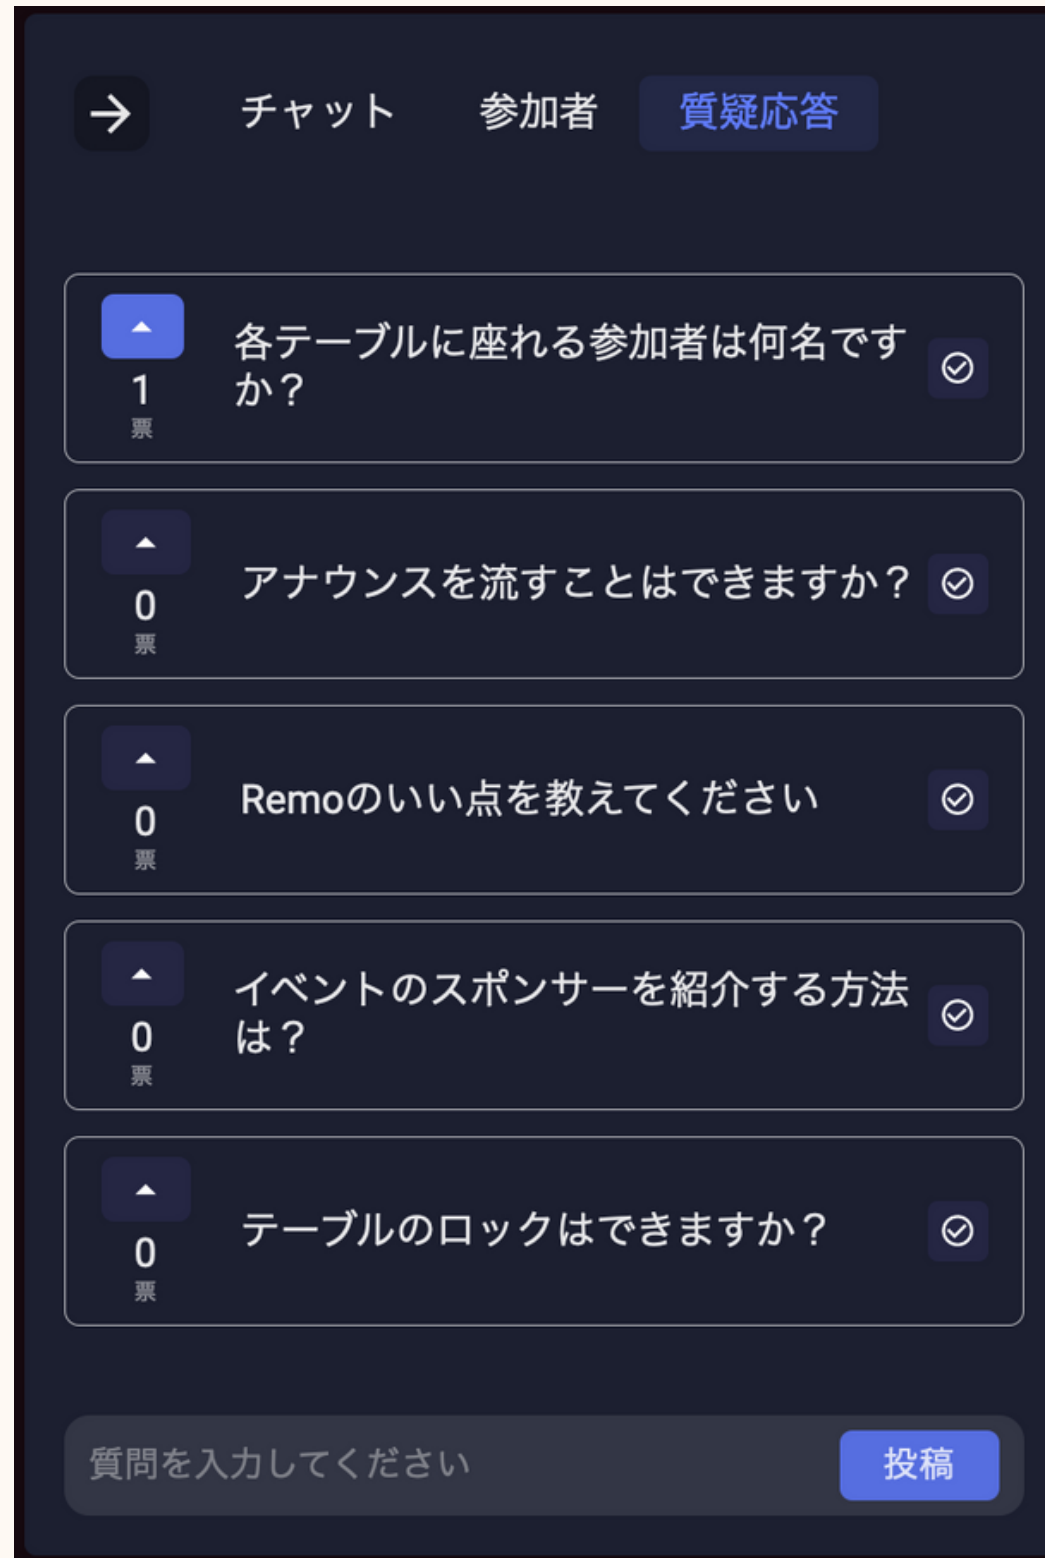 チャット 参加者 質疑応答
各テーブルに座れる参加者は何名です
か？
1
票
アナウンスを流すことはできますか？
0
票
Remoのいい点を教えてください
0
票
イベントのスポンサーを紹介する方法
は？
0
票
テーブルのロックはできますか？
0
票
質問を入力してください 投稿